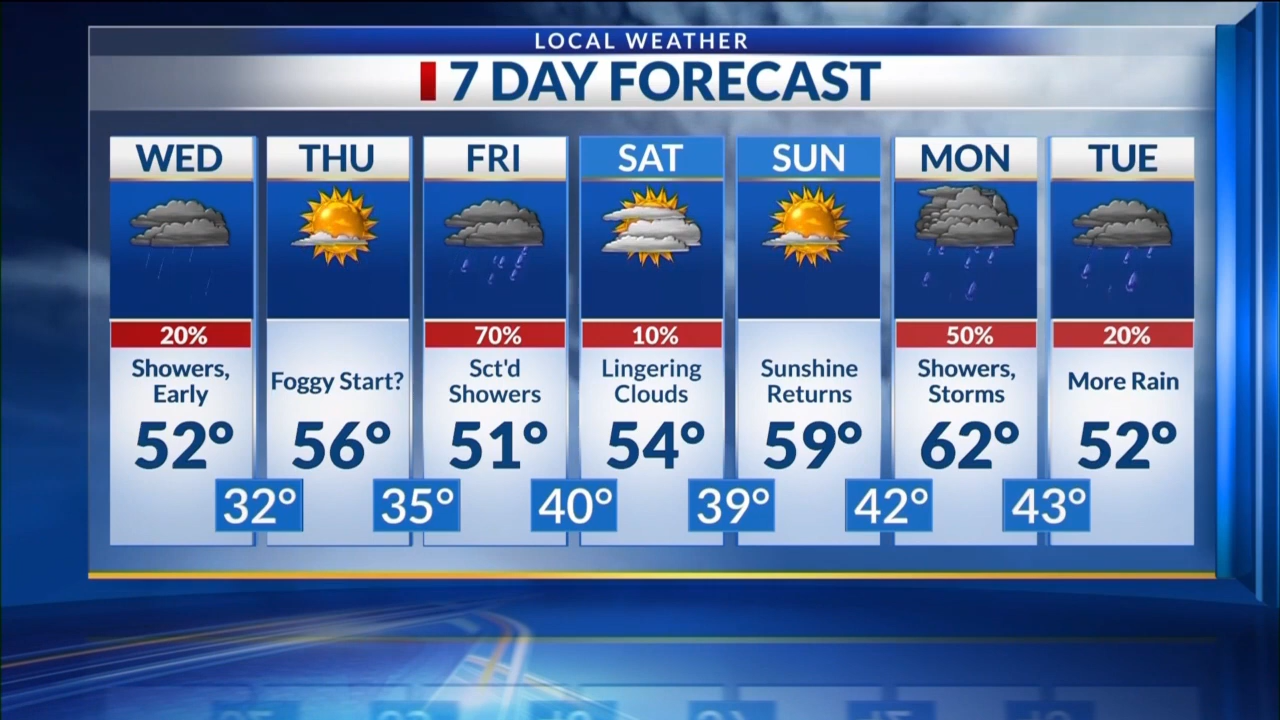 LOCAL WEATHER
7 DAY FORECAST
WED THU FRI SAT SUN MON TUE
20% 70% 10% 50% 20%
Showers, Early
Foggy Start?
Sct'd Showers
Lingering Clouds
Sunshine Returns
Showers, Storms
More Rain
52° 56° 51° 54° 59° 62° 52°
32° 35° 40° 39° 42° 43°